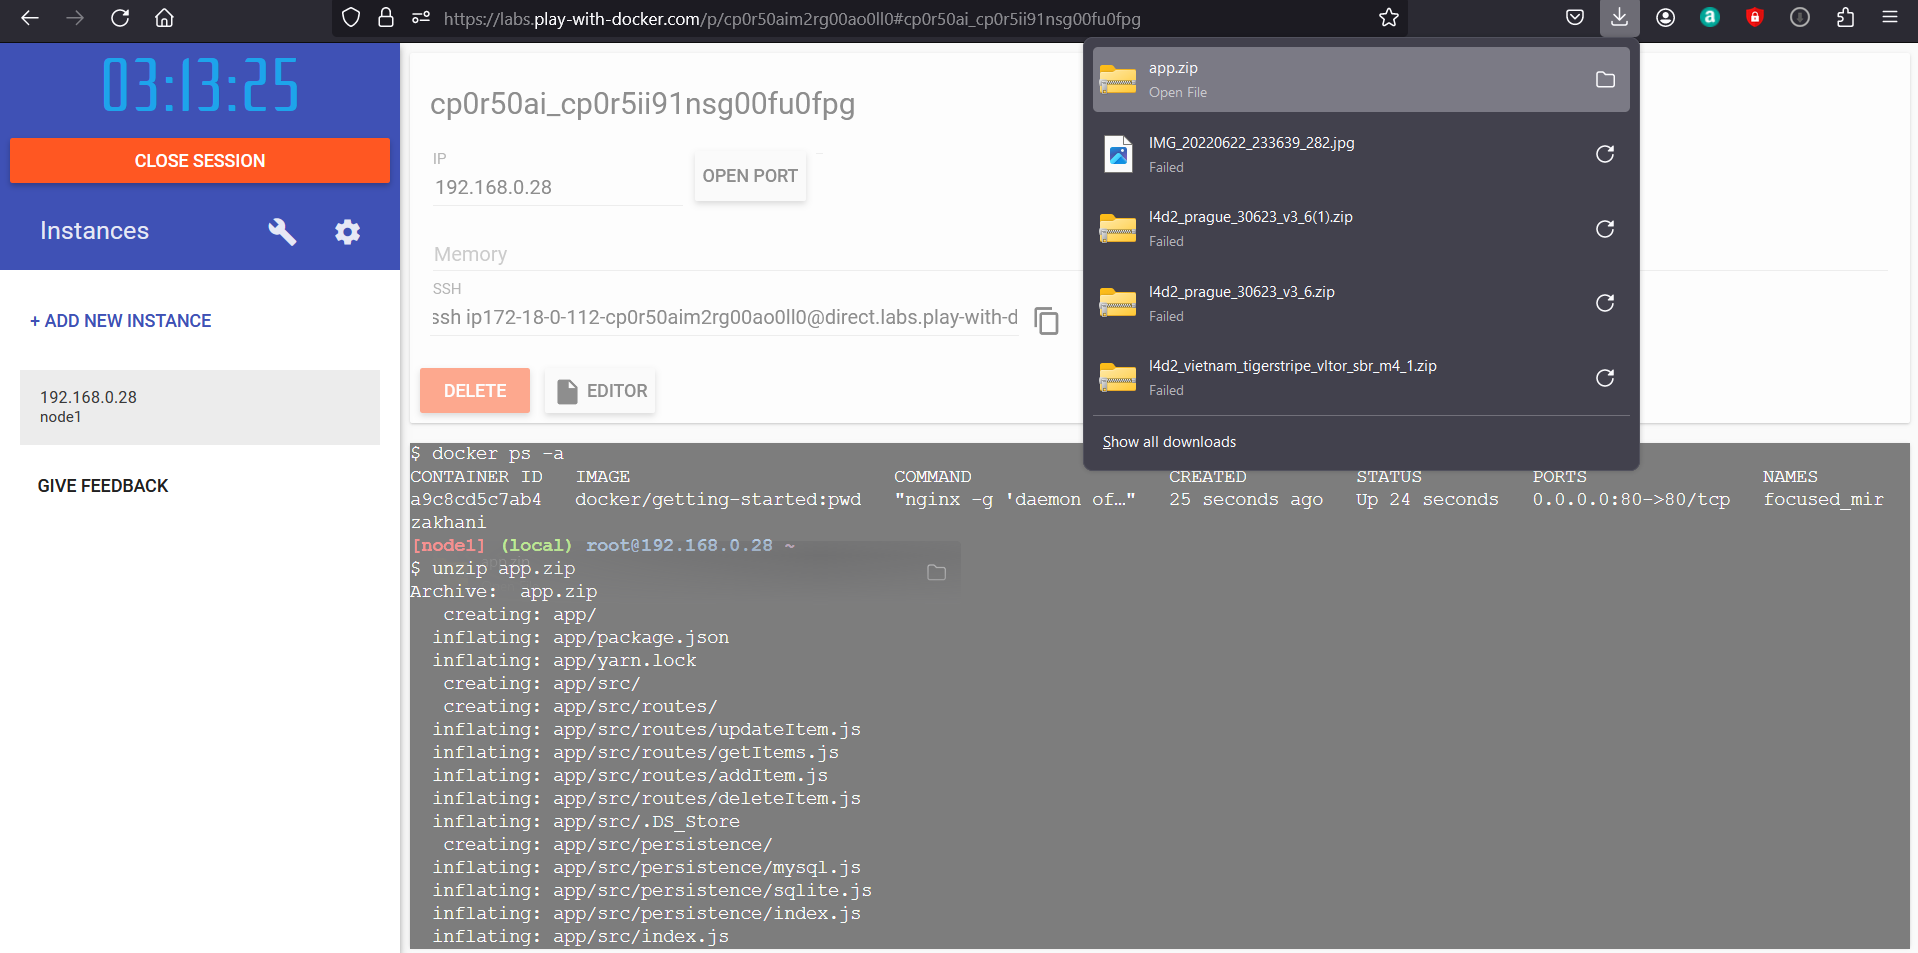 https://labs.play-with-docker.com/p/cp0r50aim2rg00ao0ll0#cp0r50ai_cp0r5ii91nsg00fu0fpg
03:13:25
CLOSE SESSION
Instances
+ ADD NEW INSTANCE
192.168.0.28
node1
GIVE FEEDBACK
cp0r50ai_cp0r5ii91nsg00fu0fpg
IP
192.168.0.28
OPEN PORT
Memory
SSH
ssh ip172-18-0-112-cp0r50aim2rg00ao0ll0@direct.labs.play-with-d
DELETE
EDITOR
app.zip
Open File
IMG_20220622_233639_282.jpg
Failed
l4d2_prague_30623_v3_6(1).zip
Failed
l4d2_prague_30623_v3_6.zip
Failed
l4d2_vietnam_tigerstripe_vltor_sbr_m4_1.zip
Failed
Show all downloads
$ docker ps -a
CONTAINER ID   IMAGE                        COMMAND                  CREATED          STATUS          PORTS                NAMES
a9c8cd5c7ab4   docker/getting-started:pwd   "nginx -g 'daemon of…"   25 seconds ago   Up 24 seconds   0.0.0.0:80->80/tcp   focused_mir
zakhani
[node1] (local) root@192.168.0.28 ~
$ unzip app.zip
Archive:  app.zip
   creating: app/
  inflating: app/package.json
  inflating: app/yarn.lock
   creating: app/src/
   creating: app/src/routes/
  inflating: app/src/routes/updateItem.js
  inflating: app/src/routes/getItems.js
  inflating: app/src/routes/addItem.js
  inflating: app/src/routes/deleteItem.js
  inflating: app/src/.DS_Store
   creating: app/src/persistence/
  inflating: app/src/persistence/mysql.js
  inflating: app/src/persistence/sqlite.js
  inflating: app/src/persistence/index.js
  inflating: app/src/index.js